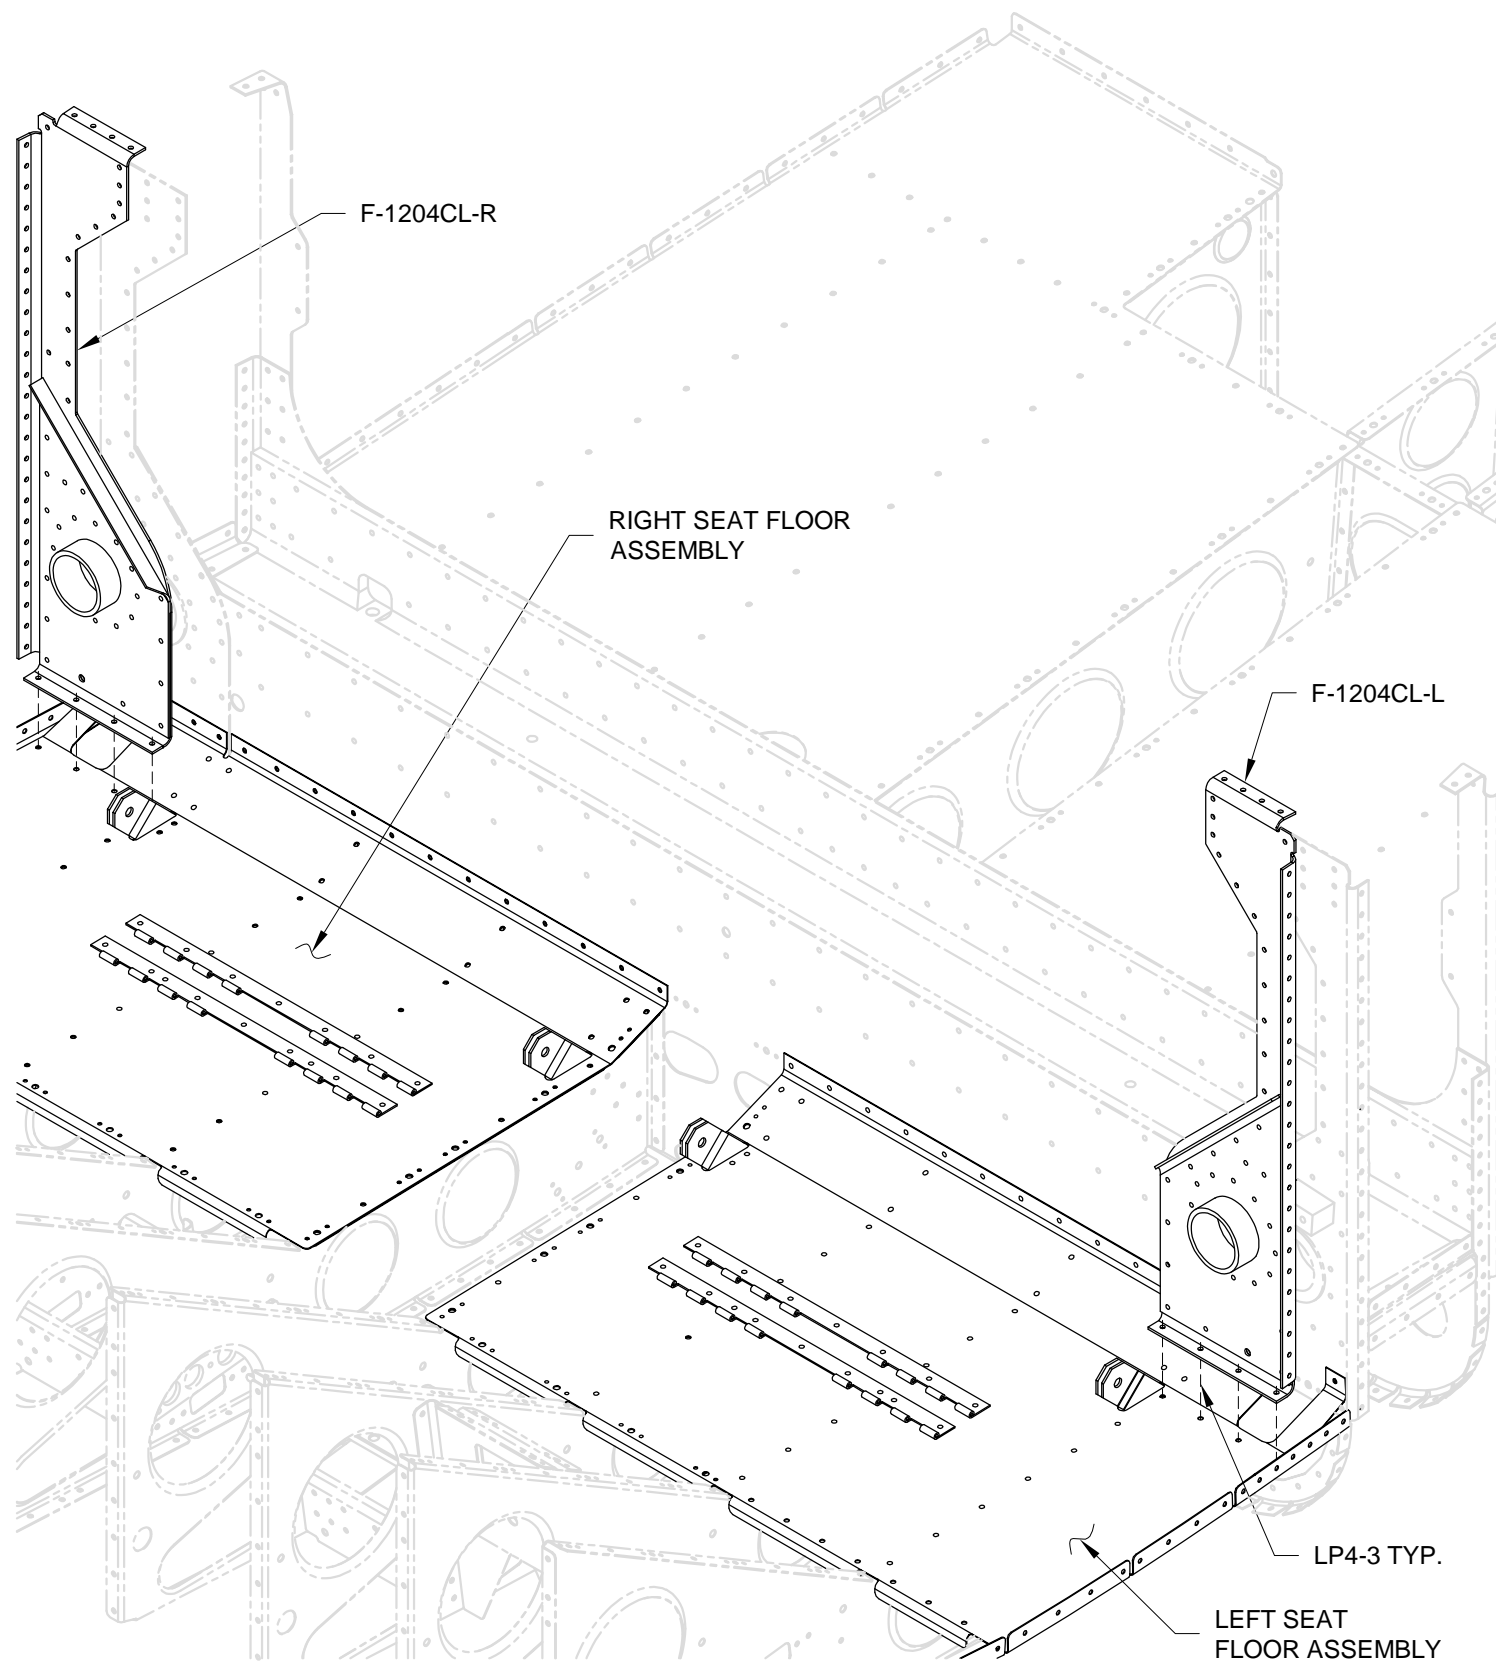 F-1204CL-R
RIGHT SEAT FLOOR
ASSEMBLY
F-1204CL-L
LP4-3 TYP.
LEFT SEAT
FLOOR ASSEMBLY